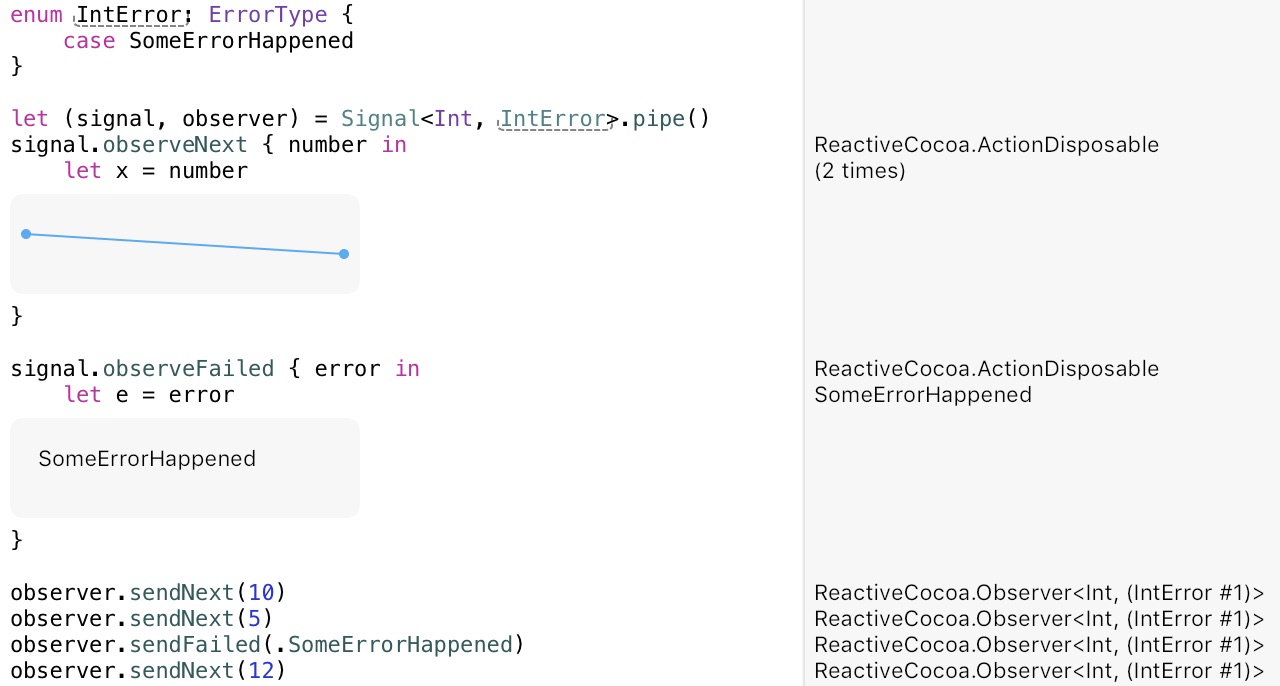 enum IntError: ErrorType {
    case SomeErrorHappened
}
let (signal, observer) = Signal<Int, IntError>.pipe()
signal.observeNext { number in
ReactiveCocoa.ActionDisposable
    let x = number
(2 times)
}
signal.observeFailed { error in
ReactiveCocoa.ActionDisposable
    let e = error
SomeErrorHappened
SomeErrorHappened
}
observer.sendNext(10)
ReactiveCocoa.Observer<Int, (IntError #1)>
observer.sendNext(5)
ReactiveCocoa.Observer<Int, (IntError #1)>
observer.sendFailed(.SomeErrorHappened)
ReactiveCocoa.Observer<Int, (IntError #1)>
observer.sendNext(12)
ReactiveCocoa.Observer<Int, (IntError #1)>